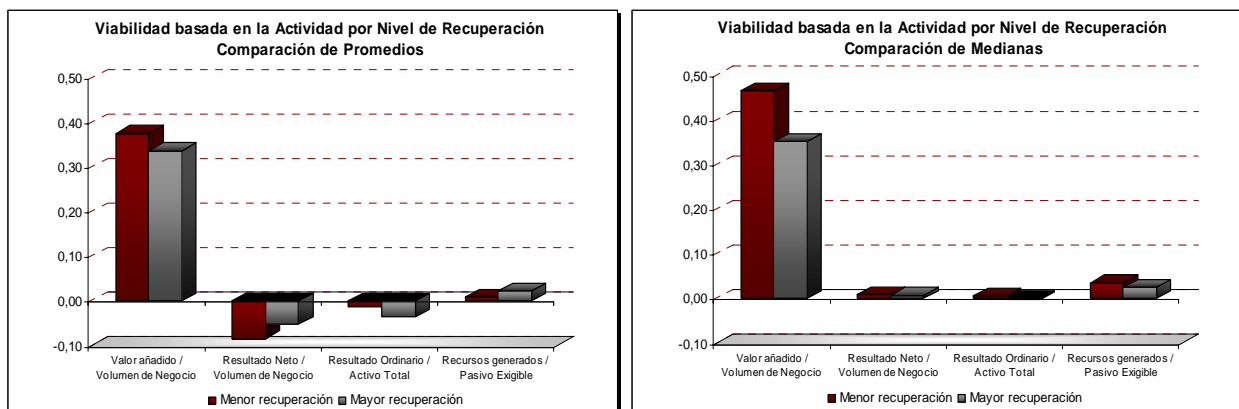 Viabilidad basada en la Actividad por Nivel de Recuperación
Comparación de Promedios
0,50
0,40
0,30
0,20
0,10
0,00
-0,10
Valor añadido /
Volumen de Negocio
Resultado Neto /
Volumen de Negocio
Resultado Ordinario /
Activo Total
Recursos generados /
Pasivo Exigible
Menor recuperación
Mayor recuperación
Viabilidad basada en la Actividad por Nivel de Recuperación
Comparación de Medianas
0,50
0,40
0,30
0,20
0,10
0,00
-0,10
Valor añadido /
Volumen de Negocio
Resultado Neto /
Volumen de Negocio
Resultado Ordinario /
Activo Total
Recursos generados /
Pasivo Exigible
Menor recuperación
Mayor recuperación